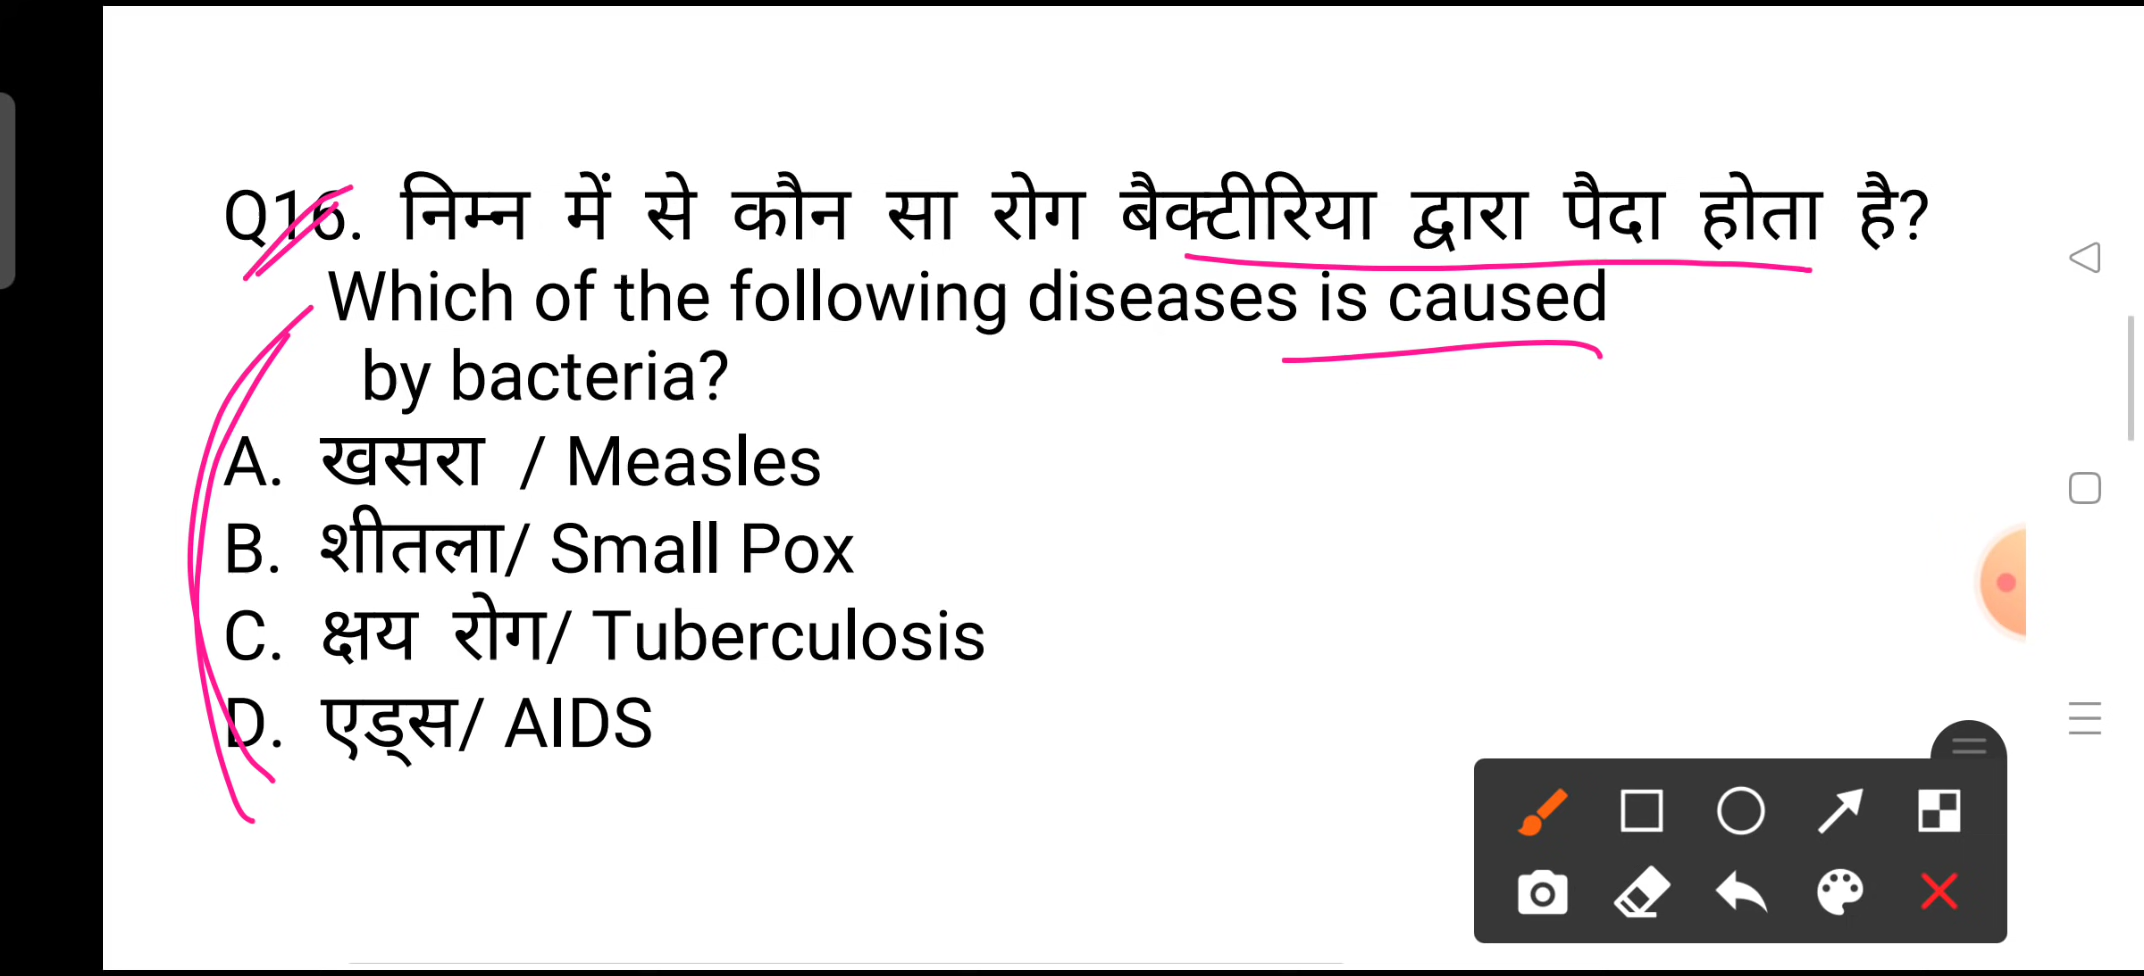 Q16. निम्न में से कौन सा रोग बैक्टीरिया द्वारा पैदा होता है?
Which of the following diseases is caused
by bacteria?
A. खसरा / Measles
B. शीतला/ Small Pox
C. क्षय रोग/ Tuberculosis
D. एड्स/ AIDS